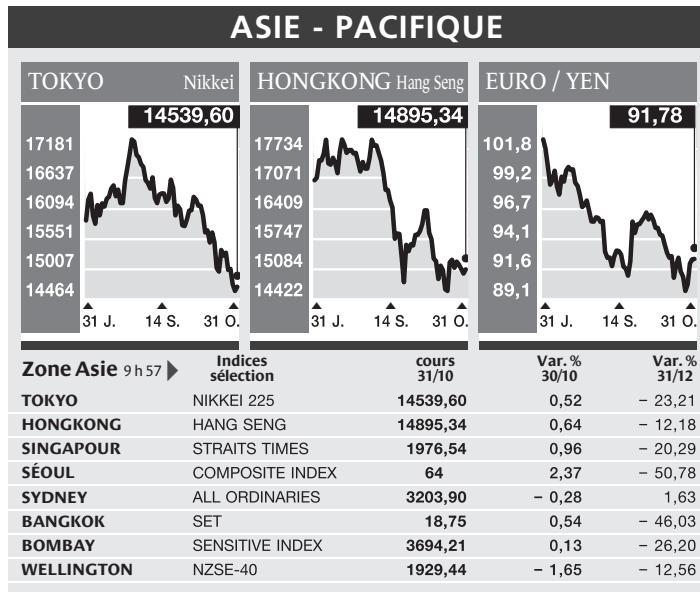 ASIE - PACIFIQUE
TOKYO Nikkei
14539,60
17181
16637
16094
15551
15007
14464
31 J. 14 S. 31 O.
HONGKONG Hang Seng
14895,34
17734
17071
16409
15747
15084
14422
31 J. 14 S. 31 O.
EURO / YEN
91,78
101,8
99,2
96,7
94,1
91,6
89,1
31 J. 14 S. 31 O.
Zone Asie 9 h 57 Indices sélection cours 31/10 Var. % 30/10 Var. % 31/12
TOKYO NIKKEI 225 14539,60 0,52 – 23,21
HONGKONG HANG SENG 14895,34 0,64 – 12,18
SINGAPOUR STRAITS TIMES 1976,54 0,96 – 20,29
SÉOUL COMPOSITE INDEX 64 2,37 – 50,78
SYDNEY ALL ORDINARIES 3203,90 – 0,28 1,63
BANGKOK SET 18,75 0,54 – 46,03
BOMBAY SENSITIVE INDEX 3694,21 0,13 – 26,20
WELLINGTON NZSE-40 1929,44 – 1,65 – 12,56